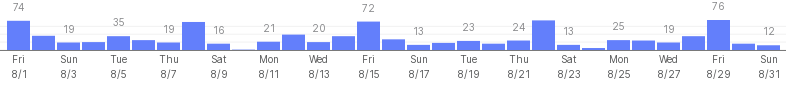 74 19 35 19 16 21 20 72 13 23 24 13 25 19 76 12
Fri Sun Tue Thu Sat Mon Wed Fri Sun Tue Thu Sat Mon Wed Fri Sun
8/1 8/3 8/5 8/7 8/9 8/11 8/13 8/15 8/17 8/19 8/21 8/23 8/25 8/27 8/29 8/31